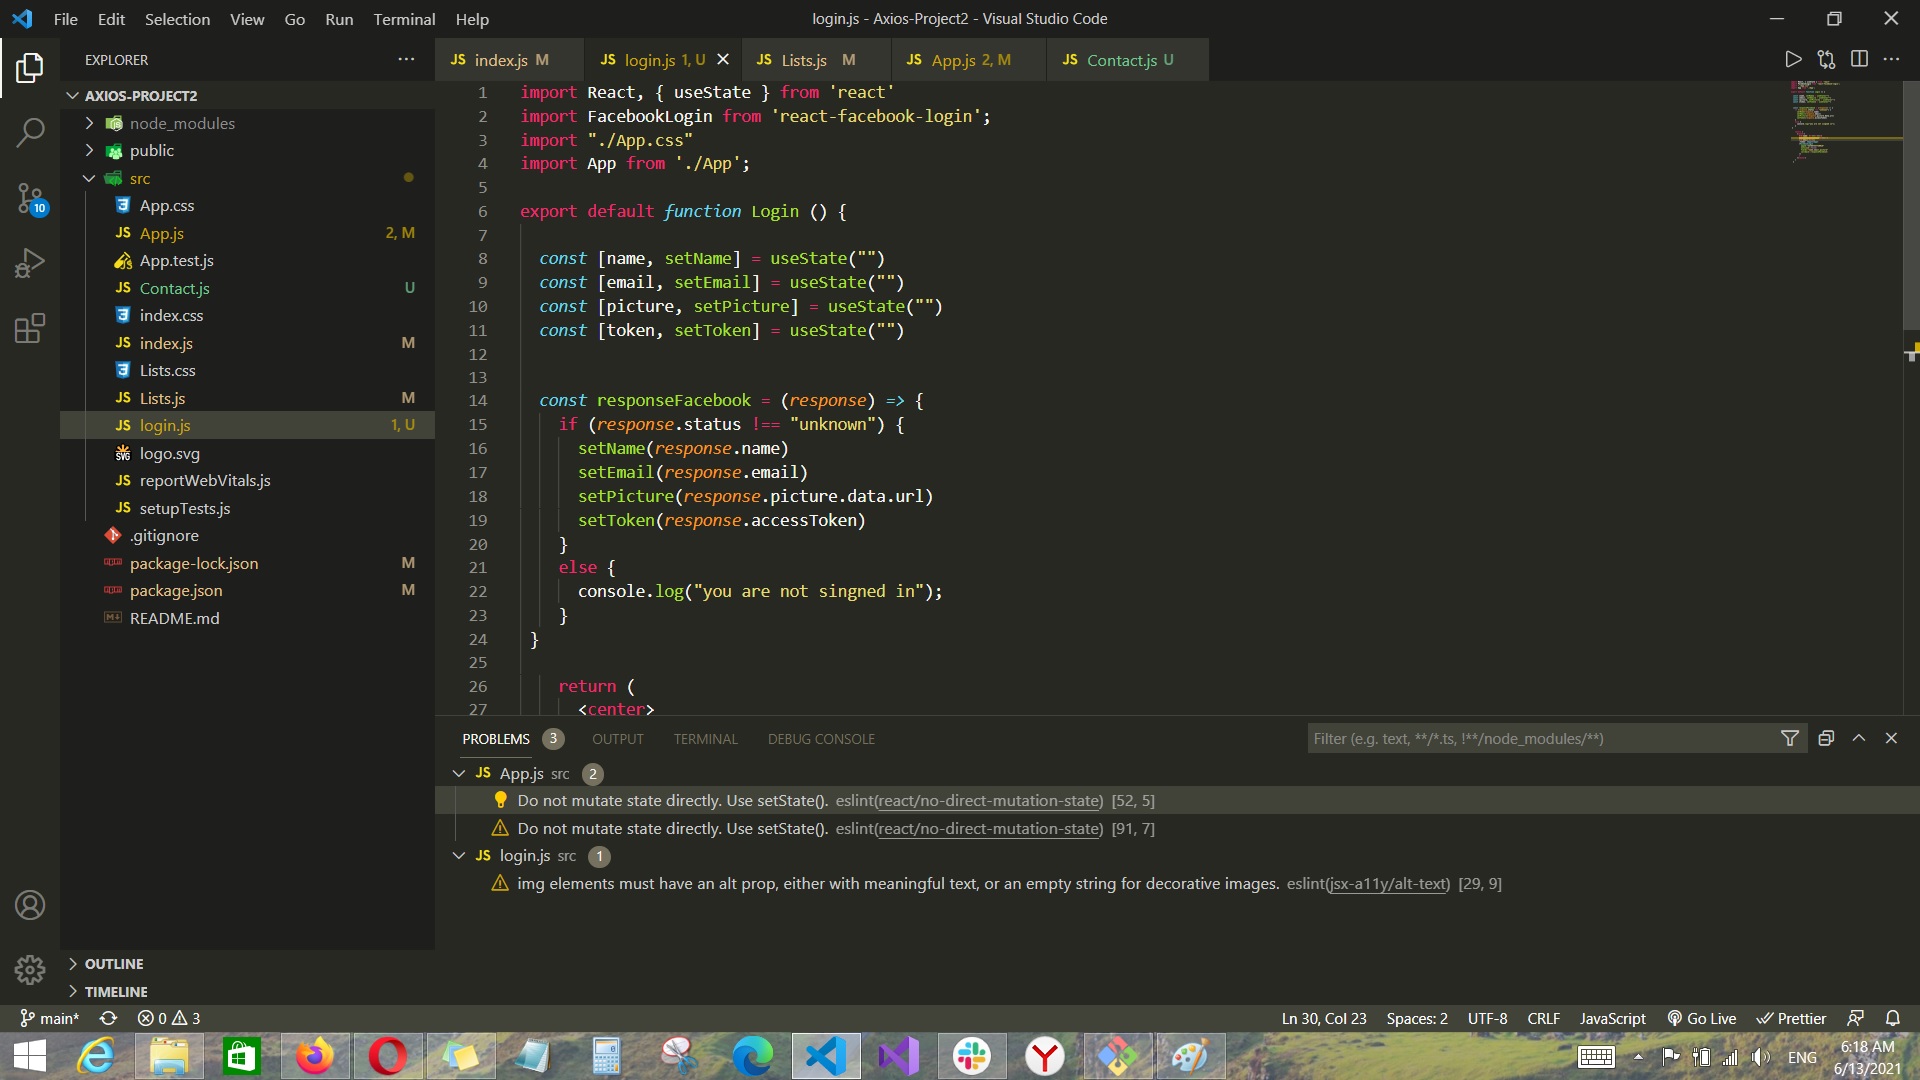 File Edit Selection View Go Run Terminal Help
login.js - Axios-Project2 - Visual Studio Code
EXPLORER
AXIOS-PROJECT2
node_modules
public
src
App.css
App.js 2, M
App.test.js
Contact.js U
index.css
index.js M
Lists.css
Lists.js M
login.js 1, U
logo.svg
reportWebVitals.js
setupTests.js
.gitignore
package-lock.json M
package.json M
README.md
OUTLINE
TIMELINE
10
JS index.js M
JS login.js 1, U
JS Lists.js M
JS App.js 2, M
JS Contact.js U
1 import React, { useState } from 'react'
2 import FacebookLogin from 'react-facebook-login';
3 import "./App.css"
4 import App from './App';
5
6 export default function Login () {
7
8 const [name, setName] = useState("")
9 const [email, setEmail] = useState("")
10 const [picture, setPicture] = useState("")
11 const [token, setToken] = useState("")
12
13
14 const responseFacebook = (response) => {
15 if (response.status !== "unknown") {
16 setName(response.name)
17 setEmail(response.email)
18 setPicture(response.picture.data.url)
19 setToken(response.accessToken)
20 }
21 else {
22 console.log("you are not singned in");
23 }
24 }
25
26 return (
27 <center>
PROBLEMS 3 OUTPUT TERMINAL DEBUG CONSOLE
Filter (e.g. text, **/*.ts, !**/node_modules/**)
JS App.js src 2
Do not mutate state directly. Use setState(). eslint(react/no-direct-mutation-state) [52, 5]
Do not mutate state directly. Use setState(). eslint(react/no-direct-mutation-state) [91, 7]
JS login.js src 1
img elements must have an alt prop, either with meaningful text, or an empty string for decorative images. eslint(jsx-a11y/alt-text) [29, 9]
main* 0 3
Ln 30, Col 23 Spaces: 2 UTF-8 CRLF JavaScript Go Live Prettier
ENG
6:18 AM
6/13/2021